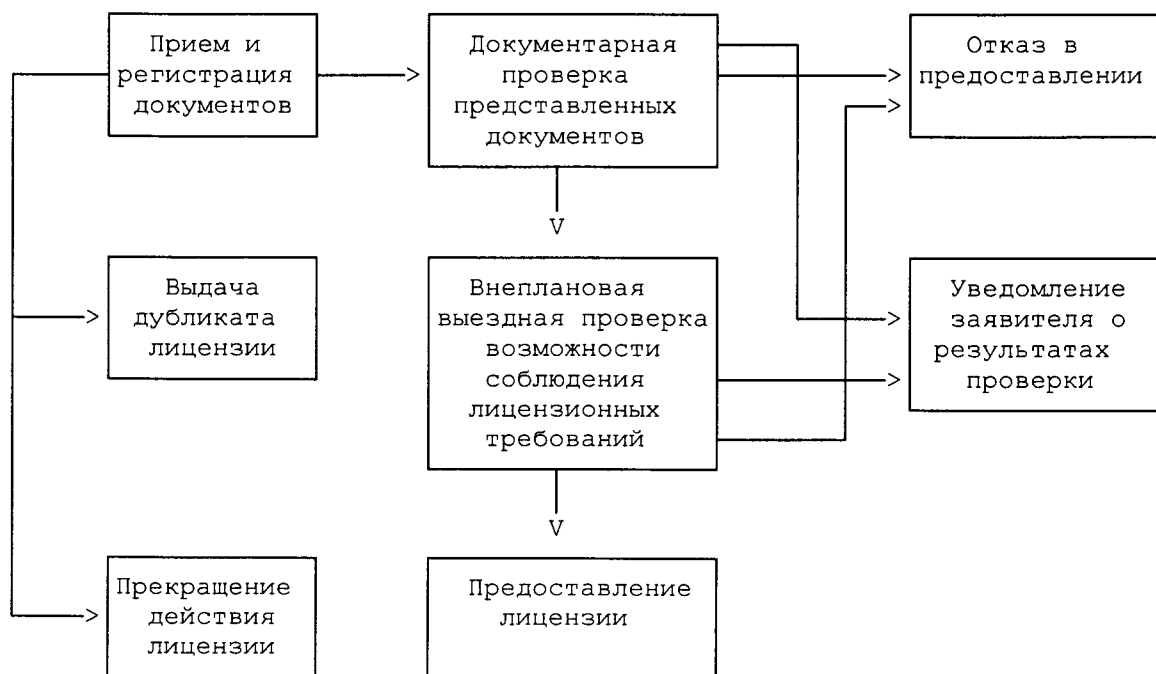 Прием и
регистрация
документов
Документарная
проверка
представленных
документов
Отказ в
предоставлении
Выдача
дубликата
лицензии
Внеплановая
выездная проверка
возможности
соблюдения
лицензионных
требований
Уведомление
заявителя о
результатах
проверки
Прекращение
действия
лицензии
Предоставление
лицензии